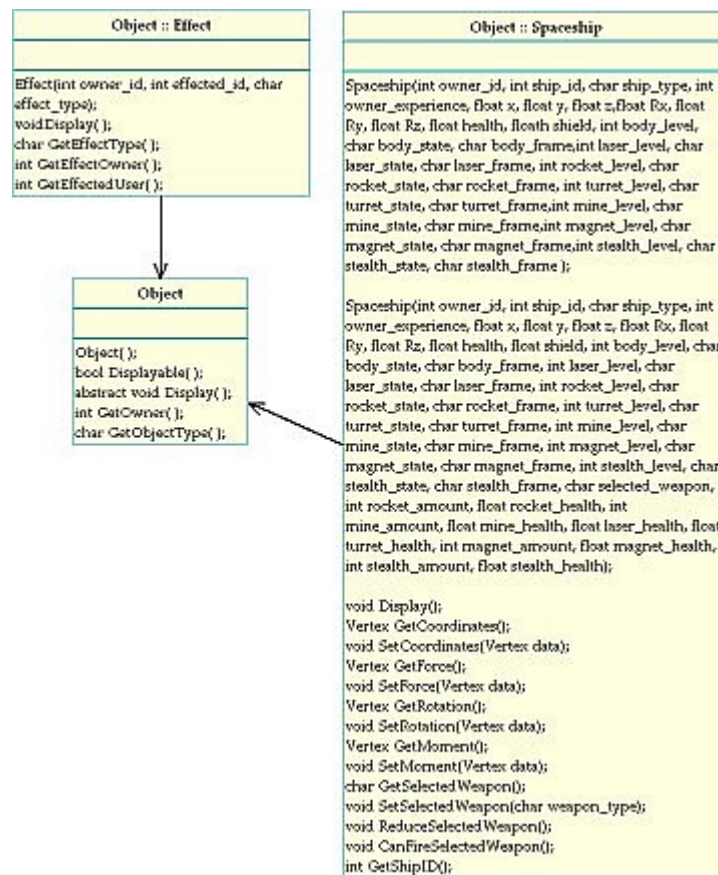 Object :: Effect
Effect(int owner_id, int effected_id, char
effect_type);
voidDisplay( );
char GetEffectType( );
int GetEffectOwner( );
int GetEffectedUser( );
Object
Object( );
bool Displayable( );
abstract void Display( );
int GetOwner( );
char GetObjectType( );
Object :: Spaceship
Spaceship(int owner_id, int ship_id, char ship_type, int
owner_experience, float x, float y, float z,float Rx, float
Ry, float Rz, float health, floath shield, int body_level,
char body_state, char body_frame,int laser_level, char
laser_state, char laser_frame, int rocket_level, char
rocket_state, char rocket_frame, int turret_level, char
turret_state, char turret_frame,int mine_level, char
mine_state, char mine_frame,int magnet_level, char
magnet_state, char magnet_frame,int stealth_level, char
stealth_state, char stealth_frame );
Spaceship(int owner_id, int ship_id, char ship_type, int
owner_experience, float x, float y, float z, float Rx, float
Ry, float Rz, float health, float shield, int body_level, char
body_state, char body_frame, int laser_level, char
laser_state, char laser_frame, int rocket_level, char
rocket_state, char rocket_frame, int turret_level, char
turret_state, char turret_frame, int mine_level, char
mine_state, char mine_frame, int magnet_level, char
magnet_state, char magnet_frame, int stealth_level, char
stealth_state, char stealth_frame, char selected_weapon,
int rocket_amount, float rocket_health, int
mine_amount, float mine_health, float laser_health, float
turret_health, int magnet_amount, float magnet_health,
int stealth_amount, float stealth_health);
void Display();
Vertex GetCoordinates();
void SetCoordinates(Vertex data);
Vertex GetForce();
void SetForce(Vertex data);
Vertex GetRotation();
void SetRotation(Vertex data);
Vertex GetMoment();
void SetMoment(Vertex data);
char GetSelectedWeapon();
void SetSelectedWeapon(char weapon_type);
void ReduceSelectedWeapon();
void CanFireSelectedWeapon();
int GetShipID();